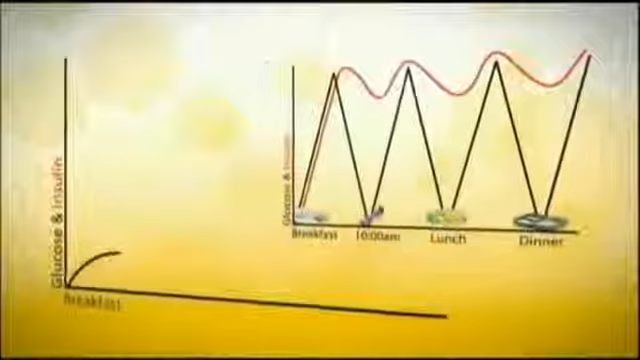 Glucose & Insulin
Breakfast
Glucose & Insulin
Breakfast
10:00am
Lunch
Dinner